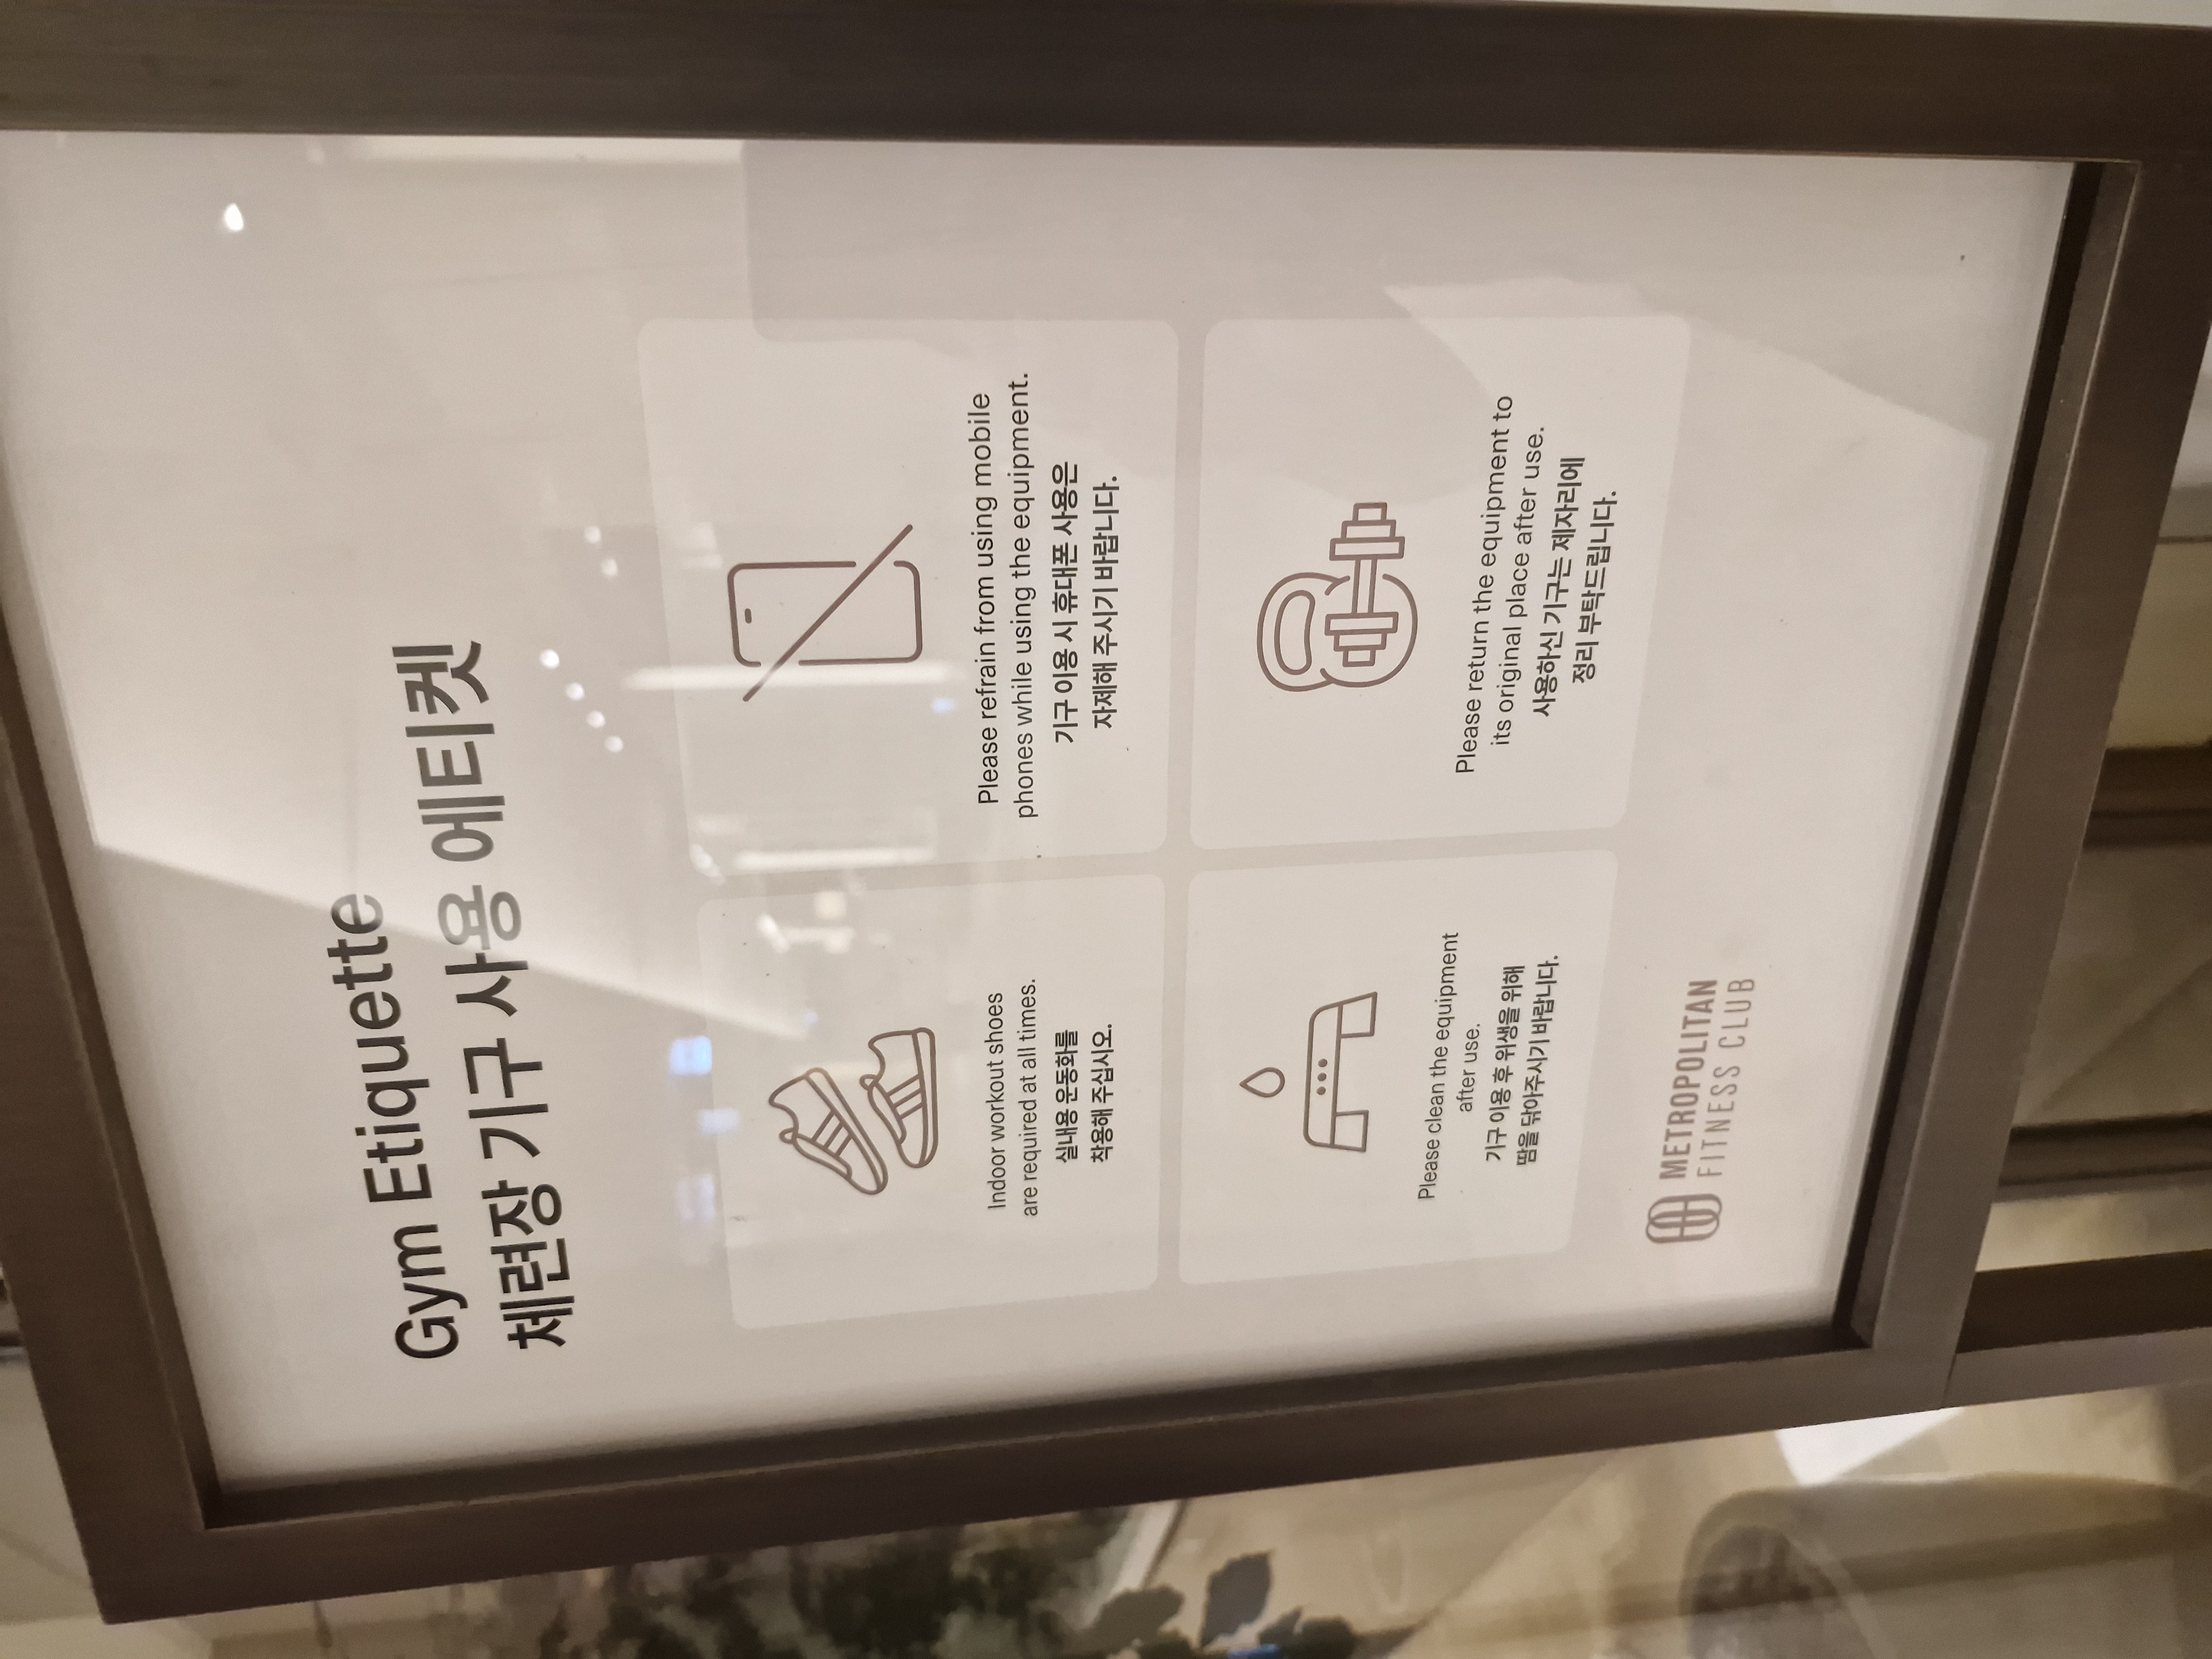 Gym Etiquette
체련장 기구 사용 에티켓
Indoor workout shoes
are required at all times.
실내용 운동화를
착용해 주십시오.
Please refrain from using mobile
phones while using the equipment.
기구 이용 시 휴대폰 사용은
자제해 주시기 바랍니다.
Please clean the equipment
after use.
기구 이용 후 위생을 위해
땀을 닦아주시기 바랍니다.
Please return the equipment to
its original place after use.
사용하신 기구는 제자리에
정리 부탁드립니다.
METROPOLITAN
FITNESS CLUB